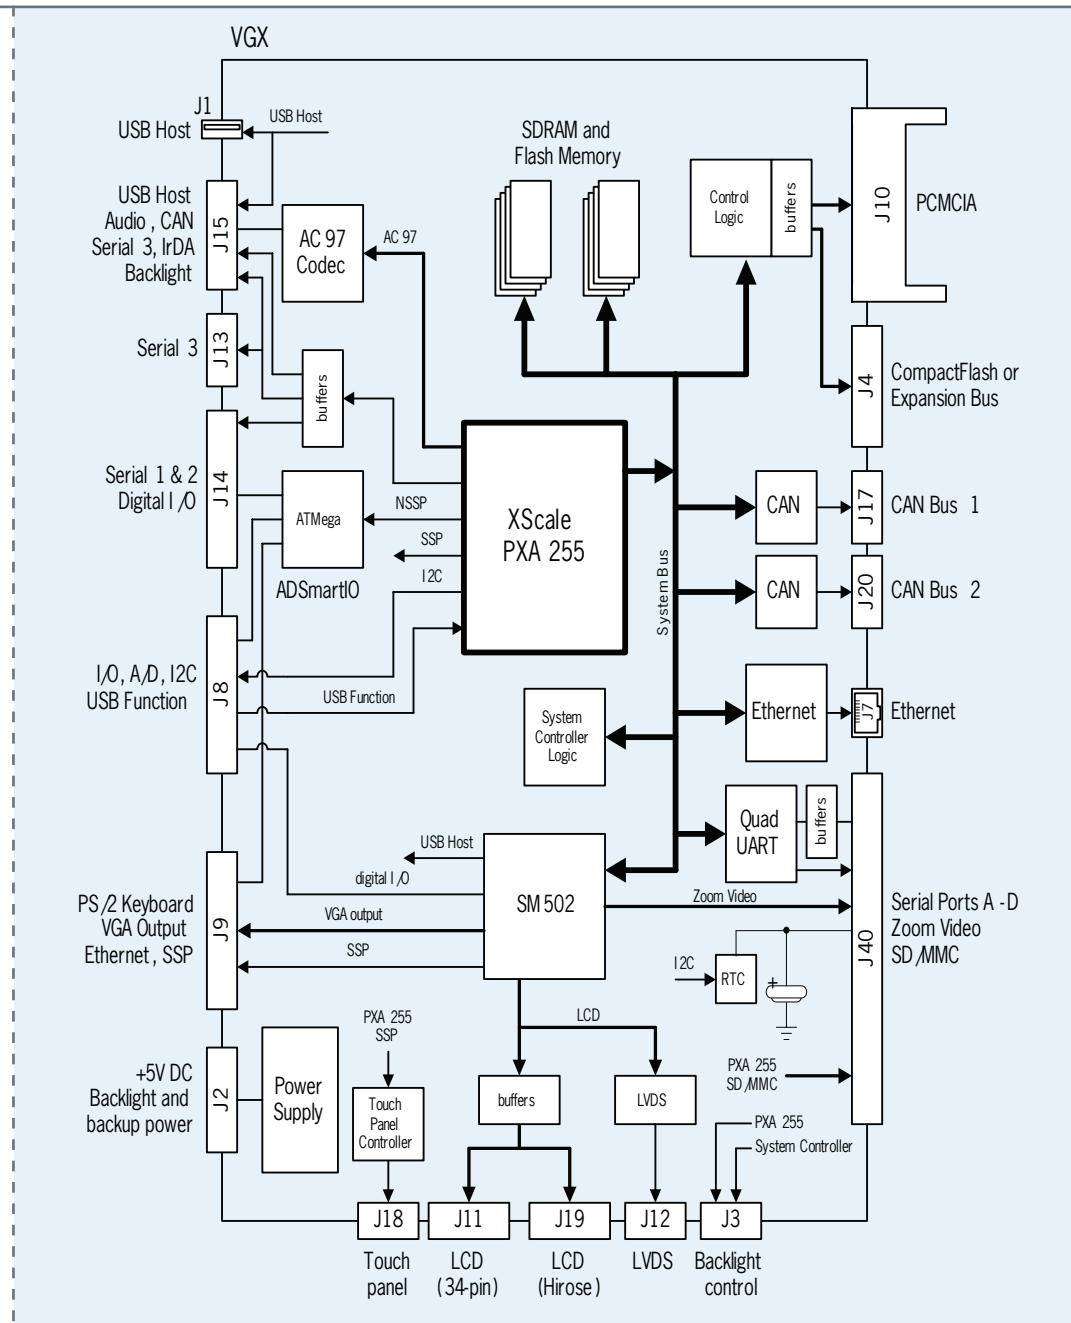 VGX
J1
USB Host
USB Host
SDRAM and
Flash Memory
Control
Logic
buffers
J10
PCMCIA
USB Host
Audio , CAN
Serial 3, IrDA
Backlight
J15
AC 97
Codec
AC 97
Serial 3
J13
buffers
J4
CompactFlash or
Expansion Bus
Serial 1 & 2
Digital I /O
J14
ATMega
ADSmartIO
NSSP
SSP
I2C
XScale
PXA 255
System Bus
CAN
J17
CAN Bus 1
CAN
J20
CAN Bus 2
I/O, A/D, I2C
USB Function
J8
USB Function
System
Controller
Logic
Ethernet
J7
Ethernet
Quad
UART
buffers
USB Host
digital I /O
VGA output
SSP
SM 502
Zoom Video
PS /2 Keyboard
VGA Output
Ethernet , SSP
J9
I2C
RTC
+
J40
Serial Ports A - D
Zoom Video
SD /MMC
LCD
PXA 255
SSP
PXA 255
SD /MMC
+5V DC
Backlight and
backup power
J2
Power
Supply
Touch
Panel
Controller
buffers
LVDS
PXA 255
System Controller
J18
J11
J19
J12
J3
Touch
panel
LCD
( 34-pin)
LCD
(Hirose )
LVDS
Backlight
control